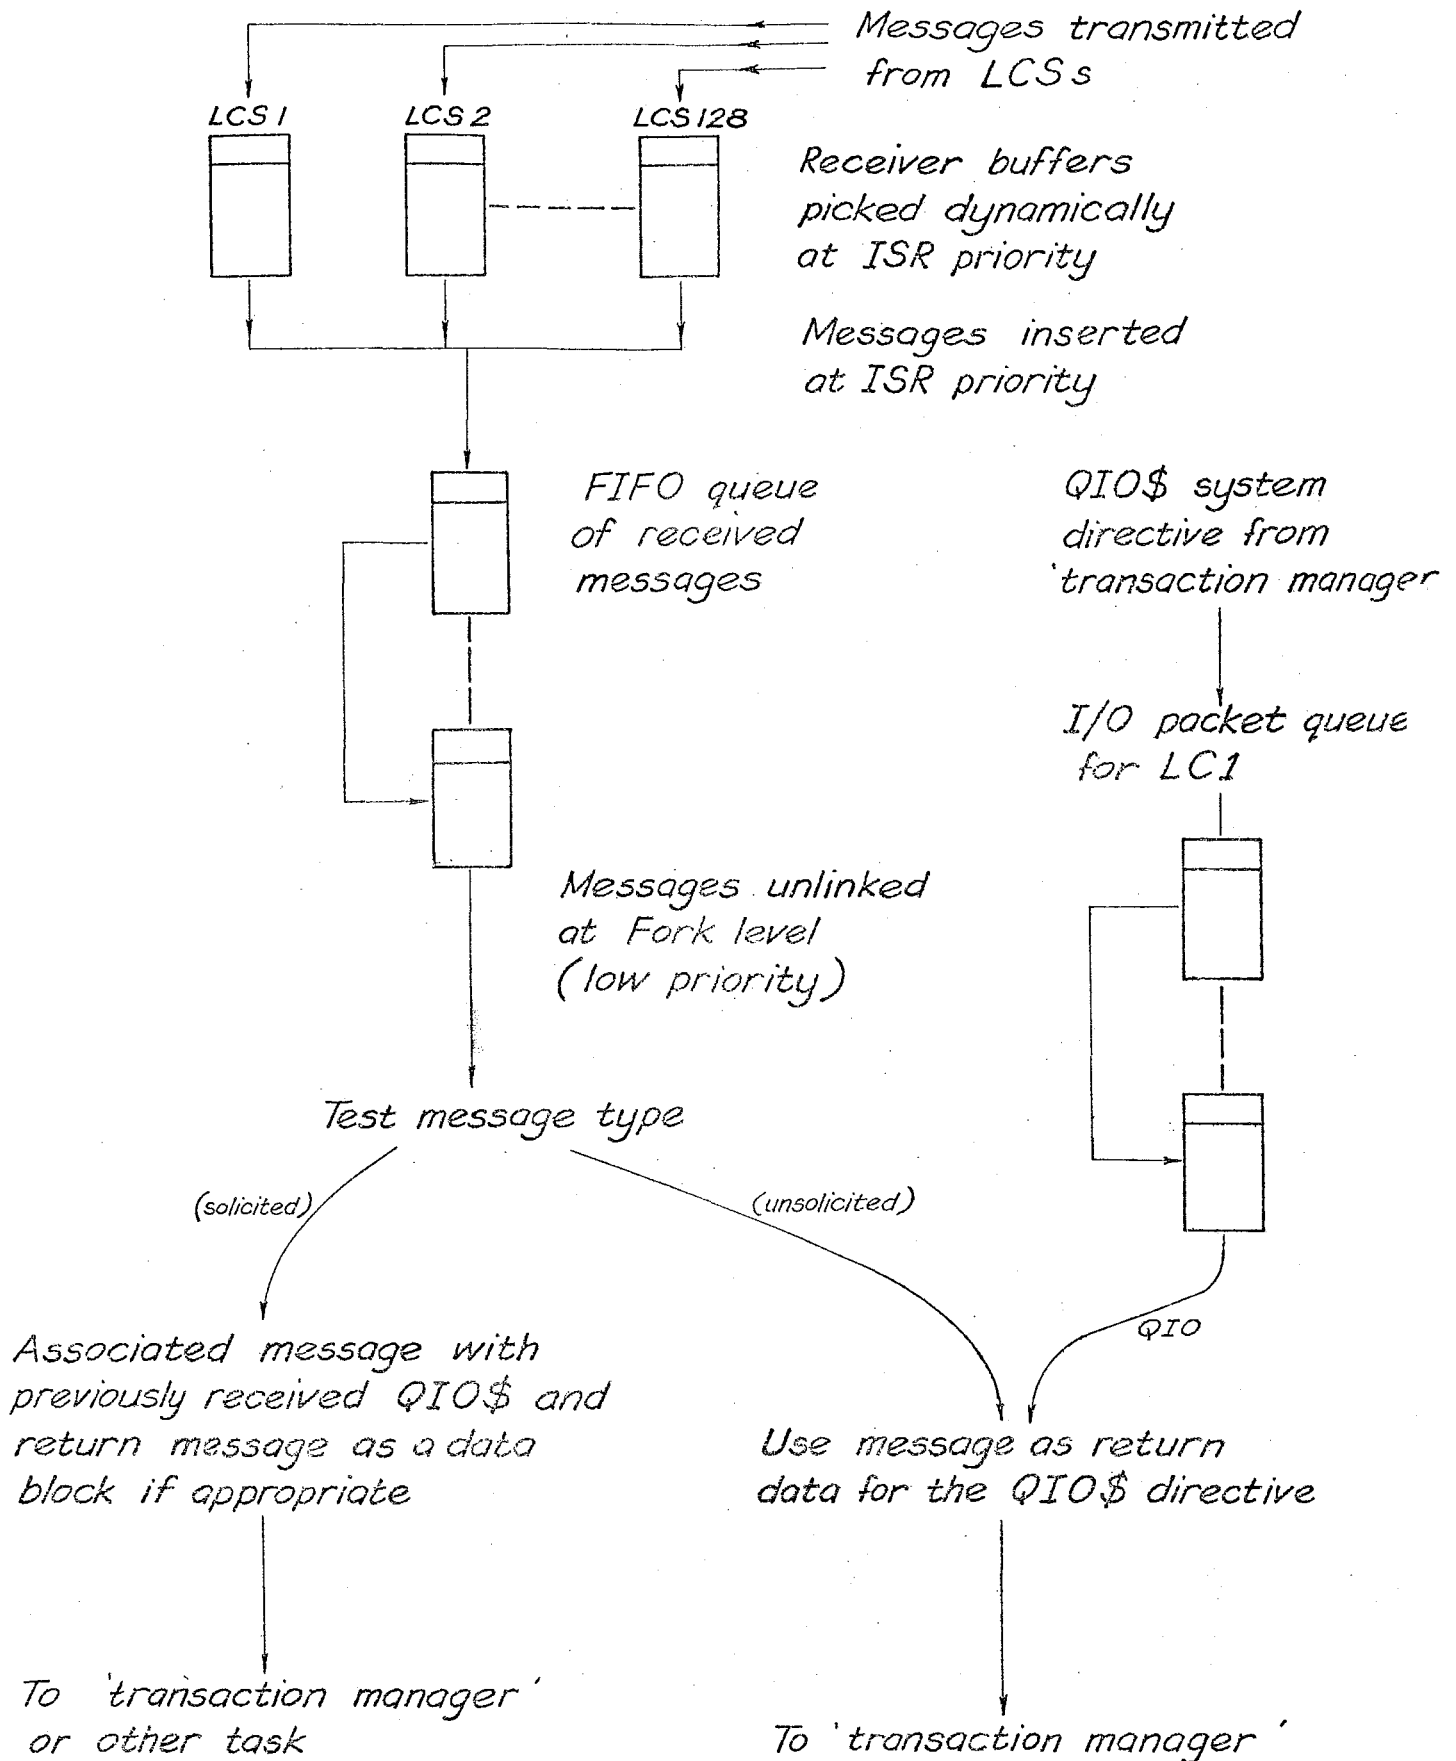 Messages transmitted
from LCSs
LCS 1
LCS 2
LCS 128
Receiver buffers
picked dynamically
at ISR priority
Messages inserted
at ISR priority
FIFO queue
of received
messages
QIO$ system
directive from
'transaction manager
I/O packet queue
for LC1
Messages unlinked
at Fork level
(low priority)
Test message type
(solicited)
(unsolicited)
QIO
Associated message with
previously received QIO$ and
return message as a data
block if appropriate
Use message as return
data for the QIO$ directive
To 'transaction manager'
or other task
To 'transaction manager'